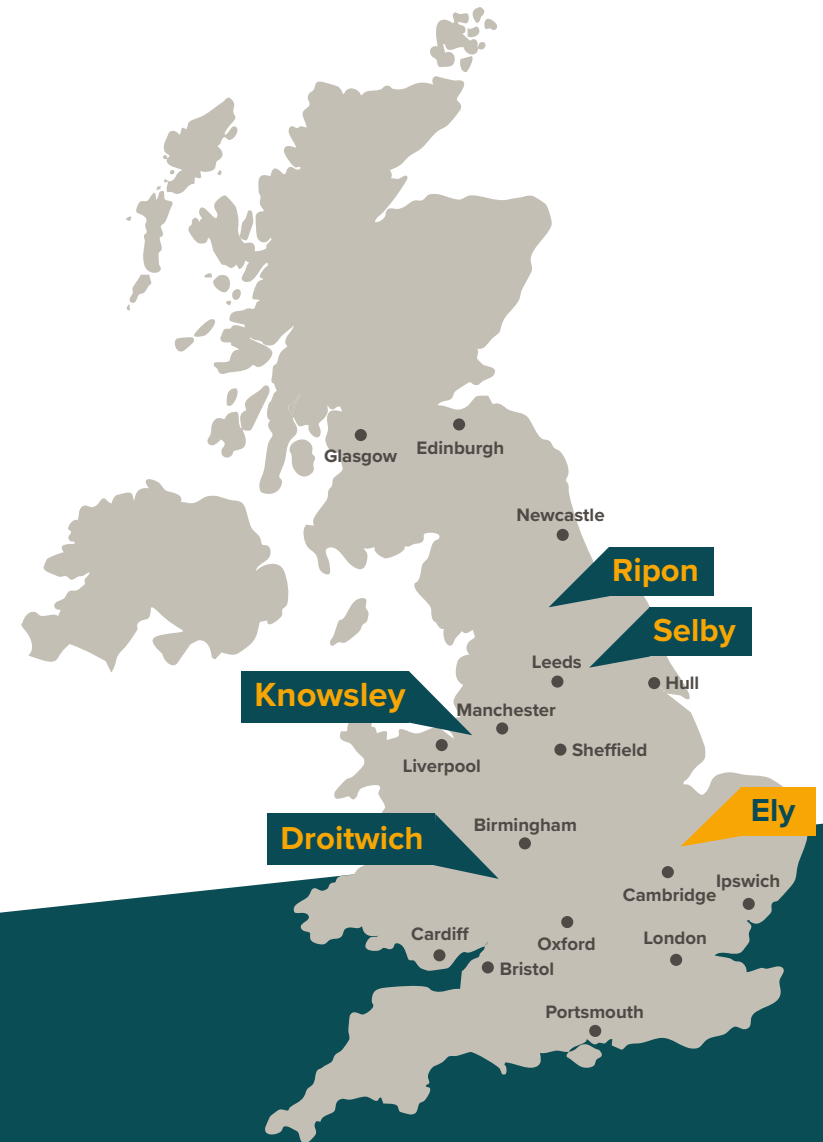 Glasgow
Edinburgh
Newcastle
Ripon
Selby
Leeds
Hull
Knowsley
Manchester
Sheffield
Liverpool
Ely
Birmingham
Droitwich
Cambridge
Ipswich
Cardiff
Oxford
London
Bristol
Portsmouth